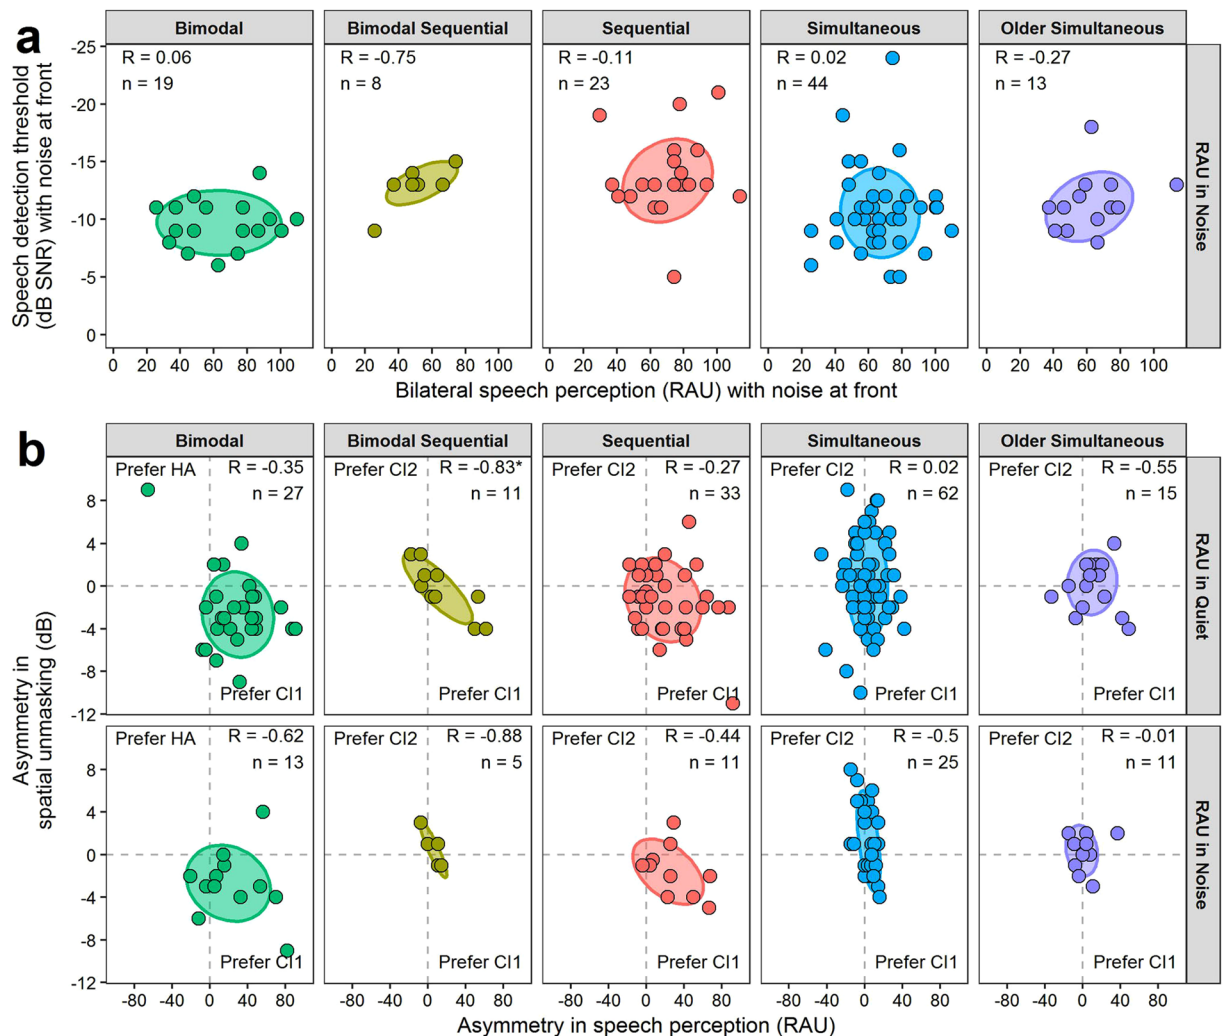 a
Bimodal
Bimodal Sequential
Sequential
Simultaneous
Older Simultaneous
R = 0.06
n = 19
R = -0.75
n = 8
R = -0.11
n = 23
R = 0.02
n = 44
R = -0.27
n = 13
Speech detection threshold
(dB SNR) with noise at front
-25
-20
-15
-10
-5
0
RAU in Noise
0 20 40 60 80 100
0 20 40 60 80 100
0 20 40 60 80 100
0 20 40 60 80 100
0 20 40 60 80 100
Bilateral speech perception (RAU) with noise at front
b
Bimodal
Bimodal Sequential
Sequential
Simultaneous
Older Simultaneous
Asymmetry in
spatial unmasking (dB)
8
4
0
-4
-8
-12
Prefer HA
R = -0.35
n = 27
Prefer CI1
Prefer CI2
R = -0.83*
n = 11
Prefer CI1
Prefer CI2
R = -0.27
n = 33
Prefer CI1
Prefer CI2
R = 0.02
n = 62
Prefer CI1
Prefer CI2
R = -0.55
n = 15
Prefer CI1
RAU in Quiet
8
4
0
-4
-8
-12
Prefer HA
R = -0.62
n = 13
Prefer CI1
Prefer CI2
R = -0.88
n = 5
Prefer CI1
Prefer CI2
R = -0.44
n = 11
Prefer CI1
Prefer CI2
R = -0.5
n = 25
Prefer CI1
Prefer CI2
R = -0.01
n = 11
Prefer CI1
RAU in Noise
-80 -40 0 40 80
-80 -40 0 40 80
-80 -40 0 40 80
-80 -40 0 40 80
-80 -40 0 40 80
Asymmetry in speech perception (RAU)